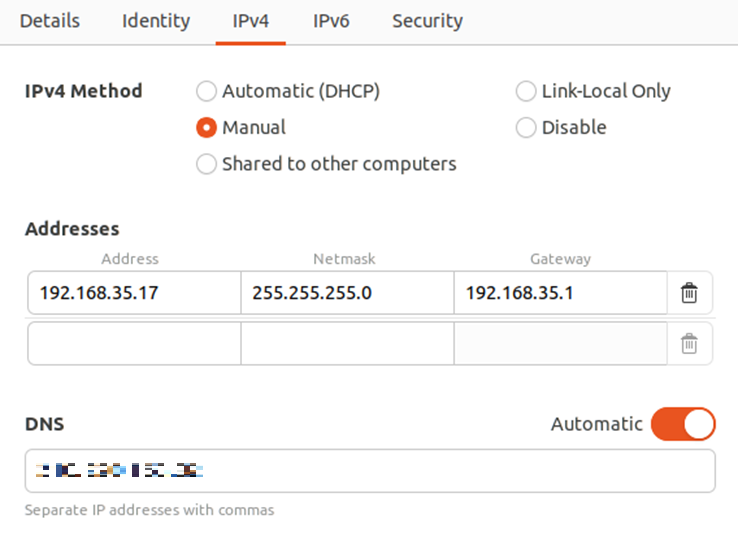 Details Identity IPv4 IPv6 Security
IPv4 Method Automatic (DHCP) Link-Local Only
Manual Disable
Shared to other computers
Addresses
Address Netmask Gateway
192.168.35.17 255.255.255.0 192.168.35.1
DNS Automatic
Separate IP addresses with commas